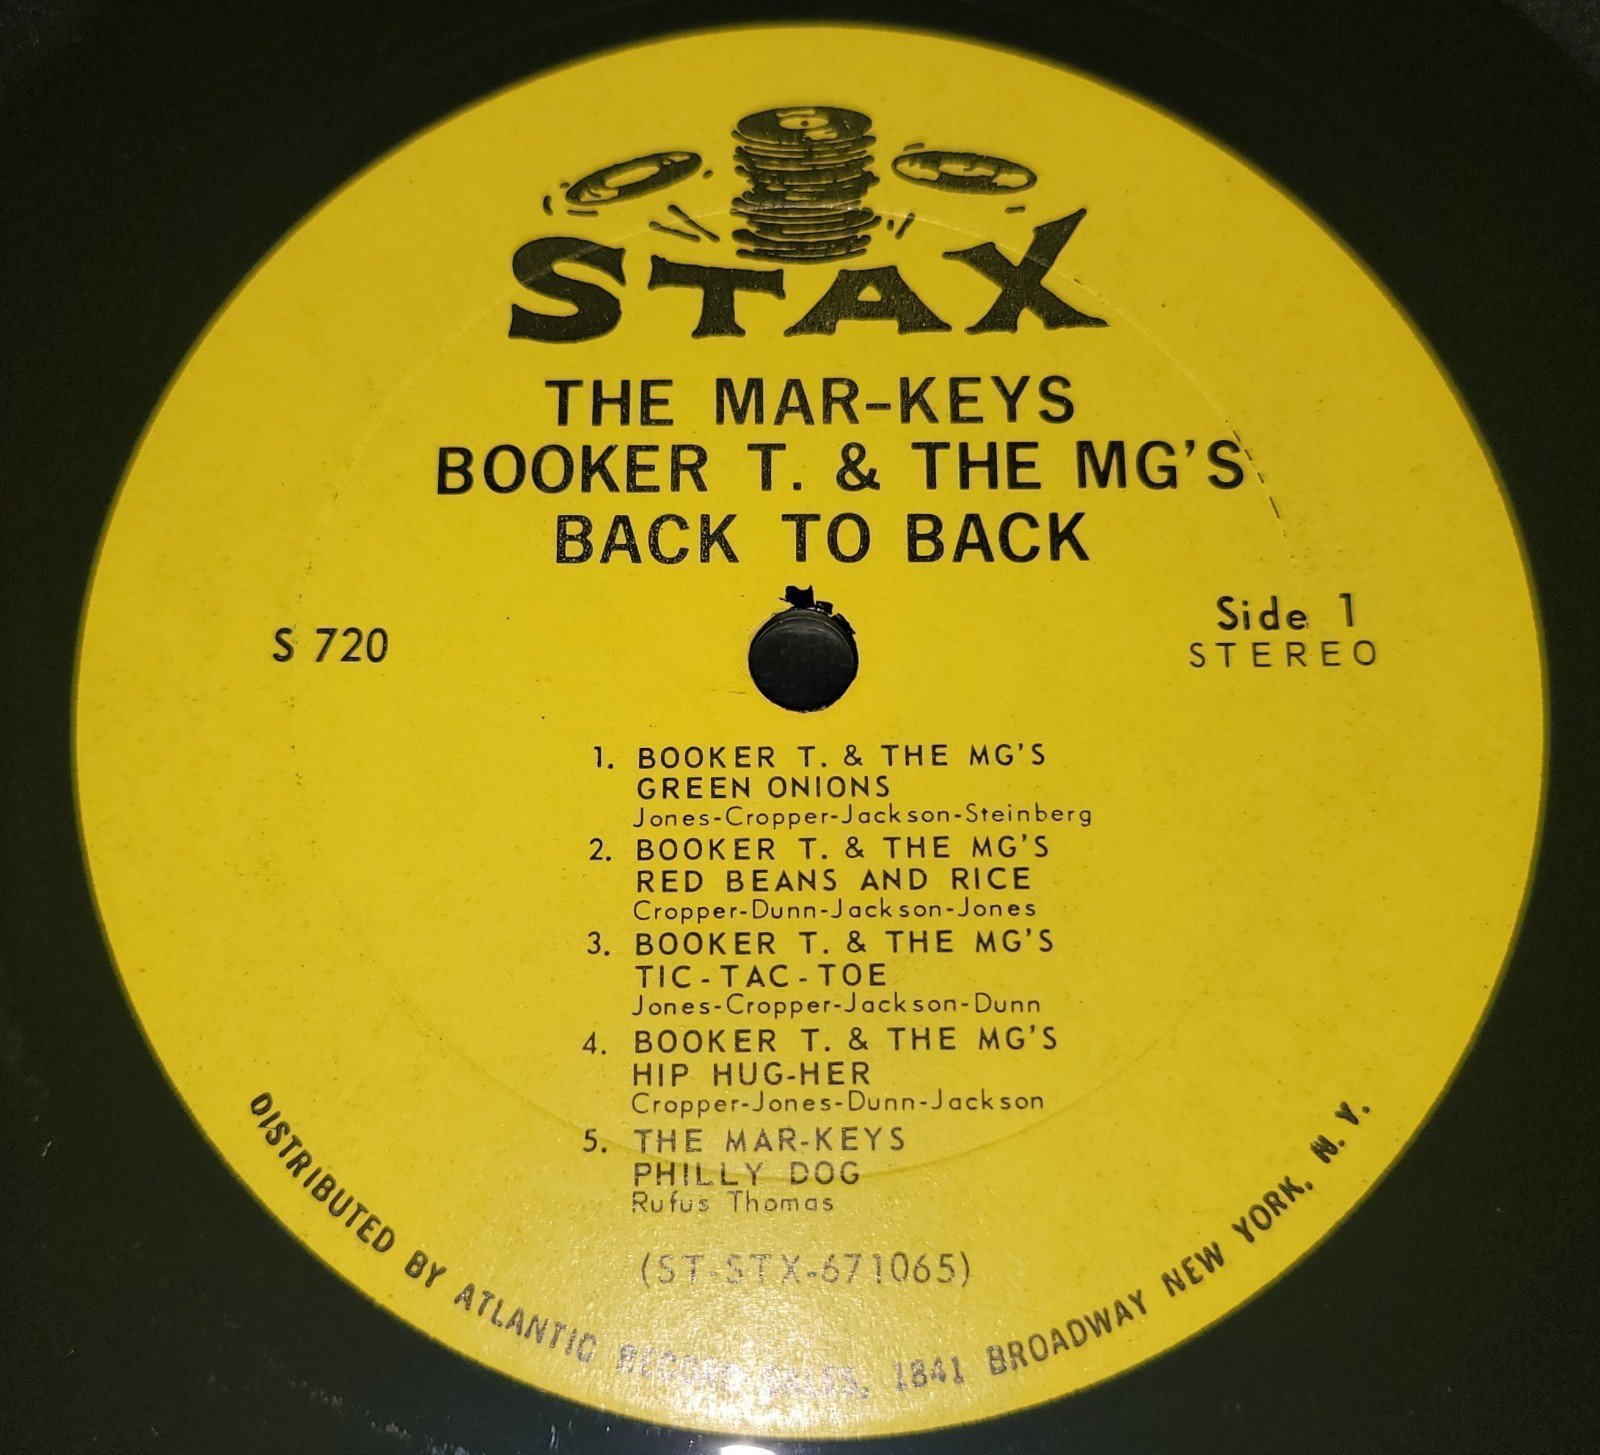 STAX
THE MAR-KEYS
BOOKER T. & THE MG'S
BACK TO BACK
S 720
Side 1
STEREO
1. BOOKER T. & THE MG'S
GREEN ONIONS
Jones-Cropper-Jackson-Steinberg
2. BOOKER T. & THE MG'S
RED BEANS AND RICE
Cropper-Dunn-Jackson-Jones
3. BOOKER T. & THE MG'S
TIC-TAC-TOE
Jones-Cropper-Jackson-Dunn
4. BOOKER T. & THE MG'S
HIP HUG-HER
Cropper-Jones-Dunn-Jackson
5. THE MAR-KEYS
PHILLY DOG
Rufus Thomas
(ST-STX-671065)
DISTRIBUTED BY ATLANTIC RECORD SALES, 1841 BROADWAY NEW YORK, N. Y.